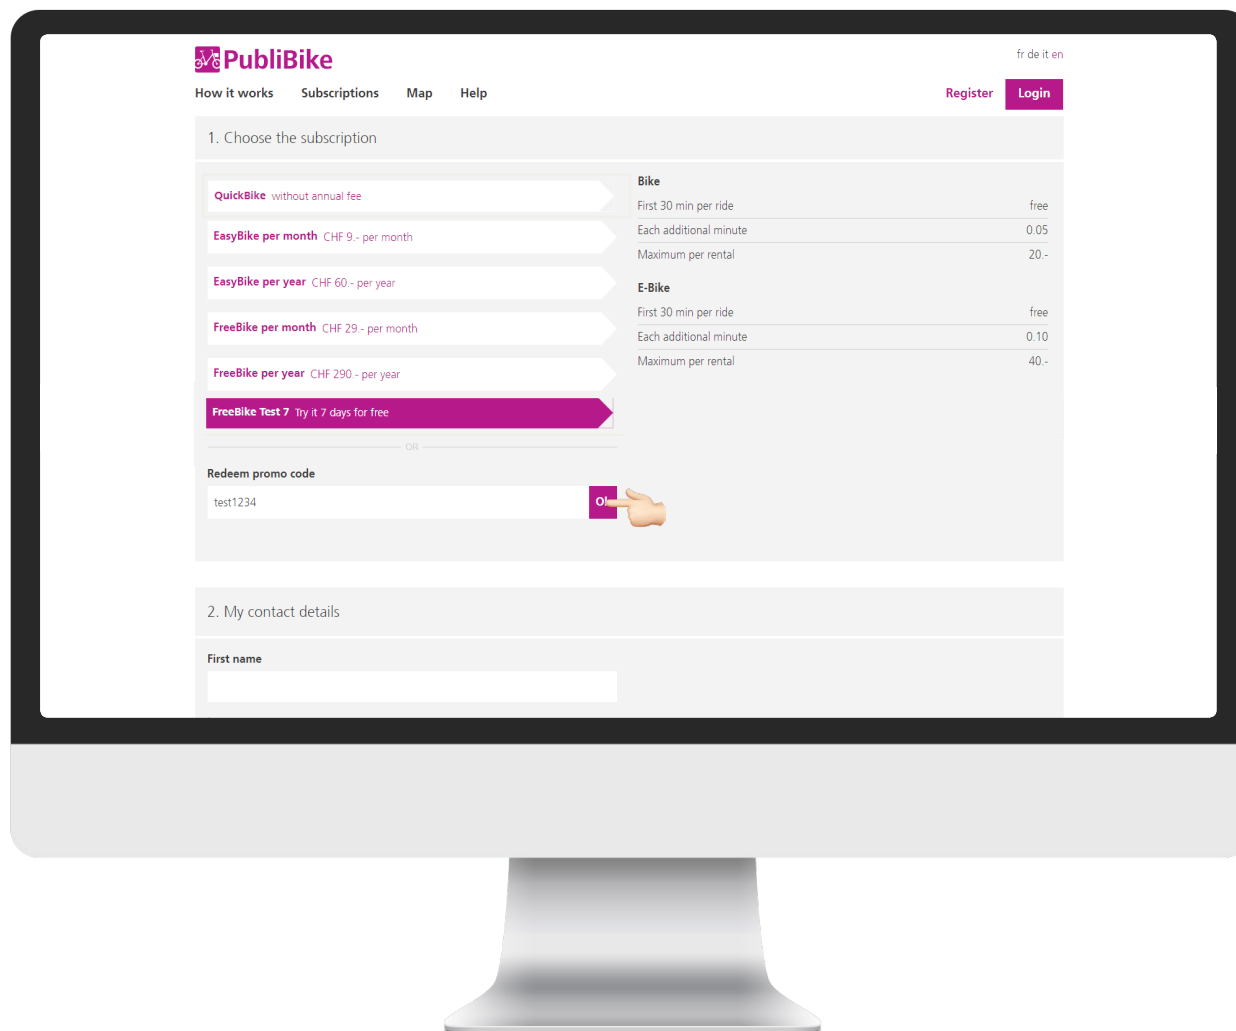 PubliBike
fr de it en
How it works Subscriptions Map Help Register Login
1. Choose the subscription
QuickBike without annual fee
EasyBike per month CHF 9.- per month
EasyBike per year CHF 60.- per year
FreeBike per month CHF 29.- per month
FreeBike per year CHF 290.- per year
FreeBike Test 7 Try it 7 days for free
OR
Redeem promo code
test1234
Bike
First 30 min per ride free
Each additional minute 0.05
Maximum per rental 20.-
E-Bike
First 30 min per ride free
Each additional minute 0.10
Maximum per rental 40.-
2. My contact details
First name